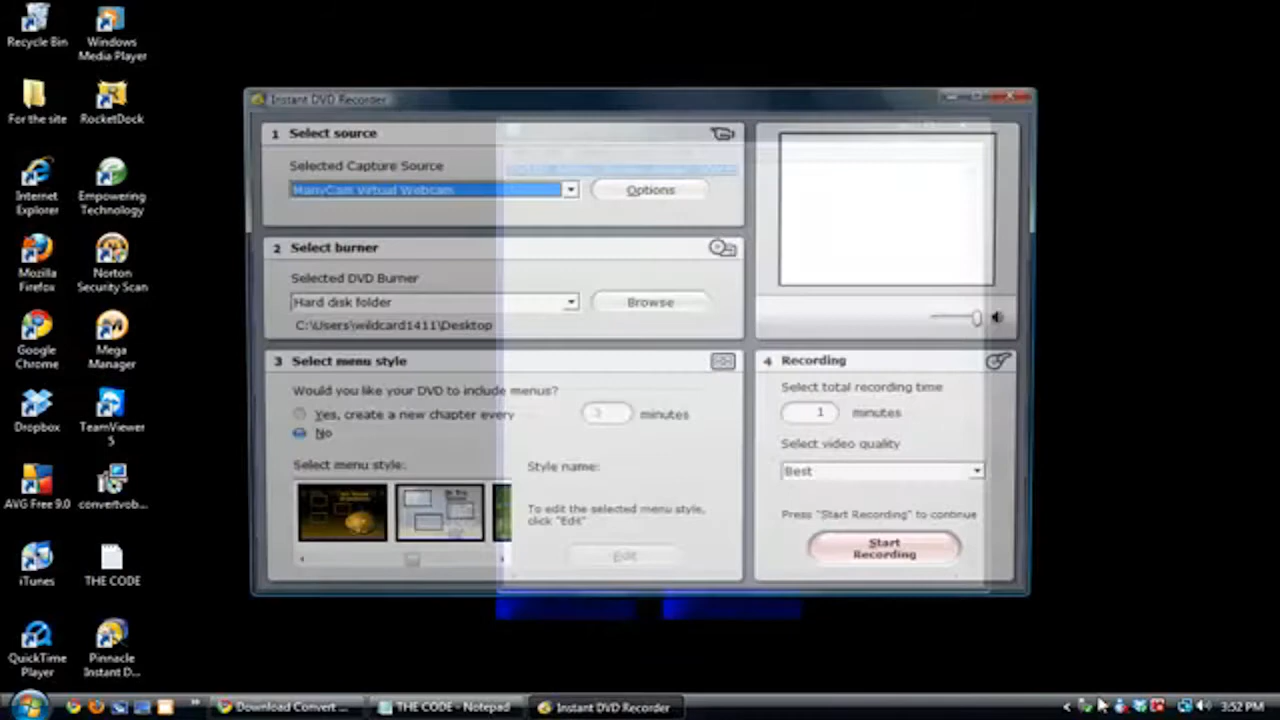 Recycle Bin
Windows
Media Player
For the site
RocketDock
Internet
Explorer
Empowering
Technology
Mozilla
Firefox
Norton
Security Scan
Google
Chrome
Mega
Manager
Dropbox
TeamViewer
5
AVG Free 9.0
convertvob...
iTunes
THE CODE
QuickTime
Player
Pinnacle
Instant D...
Instant DVD Recorder
1 Select source
Selected Capture Source
ManyCam Virtual Webcam
Options
2 Select burner
Selected DVD Burner
Hard disk folder
Browse
C:\Users\wildcard1411\Desktop
3 Select menu style
Would you like your DVD to include menus?
Yes, create a new chapter every
minutes
No
Select menu style:
Style name:
To edit the selected menu style,
click "Edit"
Edit
4 Recording
Select total recording time
1 minutes
Select video quality
Best
Press "Start Recording" to continue
Start
Recording
Download Convert ...
THE CODE - Notepad
Instant DVD Recorder
3:52 PM